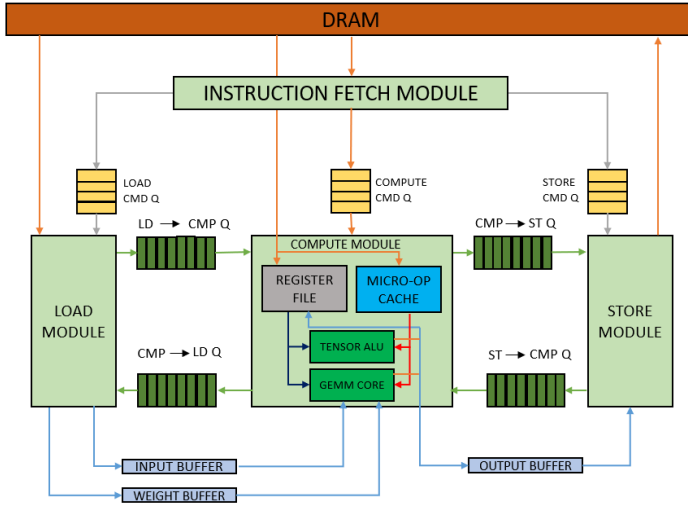 DRAM
INSTRUCTION FETCH MODULE
LOAD
CMD Q
COMPUTE
CMD Q
STORE
CMD Q
LD → CMP Q
CMP → ST Q
COMPUTE MODULE
REGISTER
FILE
MICRO-OP
CACHE
LOAD
MODULE
STORE
MODULE
TENSOR ALU
CMP → LD Q
GEMM CORE
ST → CMP Q
INPUT BUFFER
OUTPUT BUFFER
WEIGHT BUFFER